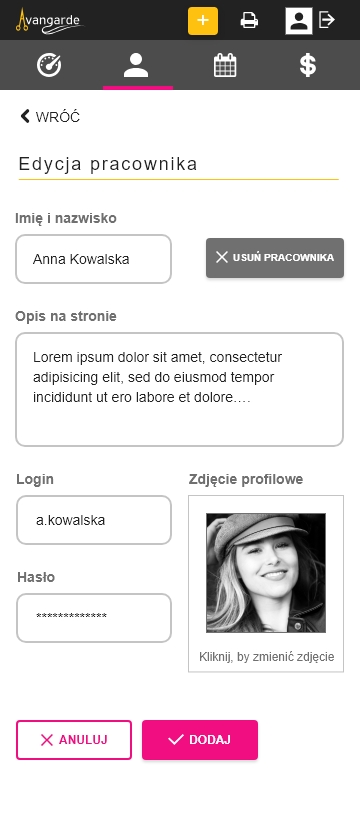 Avangarde
WRÓĆ
Edycja pracownika
Imię i nazwisko
Anna Kowalska
USUŃ PRACOWNIKA
Opis na stronie
Lorem ipsum dolor sit amet, consectetur
adipisicing elit, sed do eiusmod tempor
incididunt ut ero labore et dolore....
Login
Zdjęcie profilowe
a.kowalska
Hasło
*************
Kliknij, by zmienić zdjęcie
ANULUJ
DODAJ